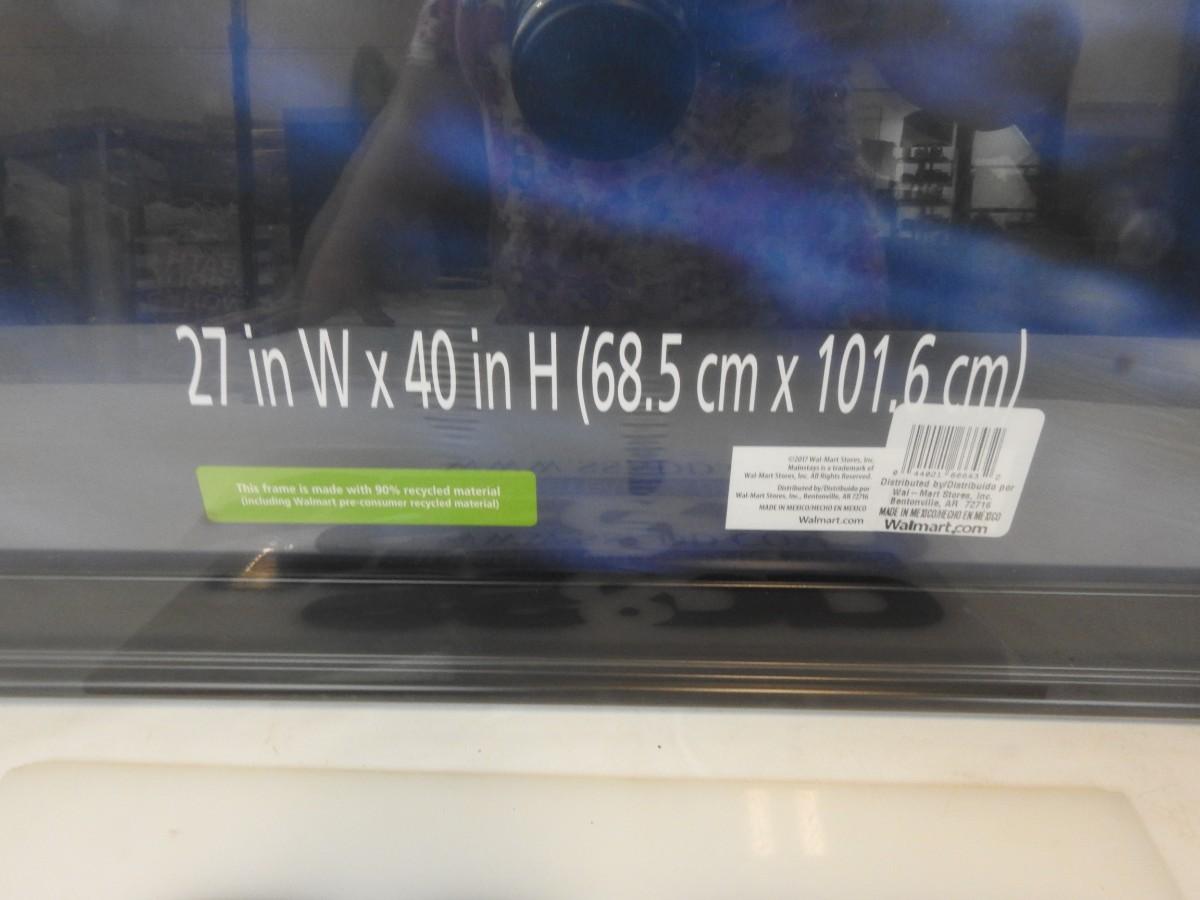 27 in W x 40 in H (68.5 cm x 101.6 cm)
This frame is made with 90% recycled material
(including Walmart pre-consumer recycled material)
©2017 Wal-Mart Stores, Inc.
Mainstays is a trademark of
Wal-Mart Stores, Inc. All Rights Reserved.
Distributed by/Distribuido por
Wal-Mart Stores, Inc., Bentonville, AR 72716
MADE IN MEXICO/HECHO EN MEXICO
Walmart.com
Distributed by/Distribuido por
Wal-Mart Stores, Inc.
Bentonville, AR 72716
MADE IN MEXICO/HECHO EN MEXICO
Walmart.com